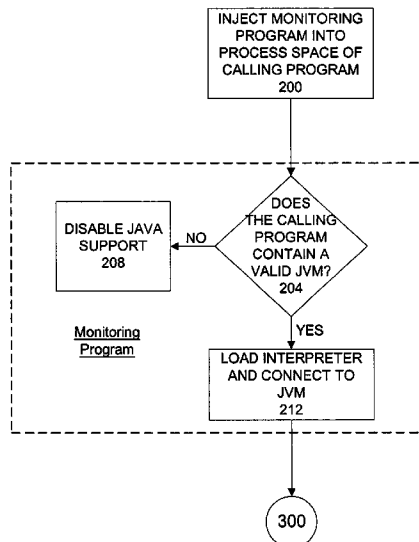 INJECT MONITORING
PROGRAM INTO
PROCESS SPACE OF
CALLING PROGRAM
200
DOES
THE CALLING
PROGRAM
CONTAIN A
VALID JVM?
204
NO
DISABLE JAVA
SUPPORT
208
YES
Monitoring
Program
LOAD INTERPRETER
AND CONNECT TO
JVM
212
300